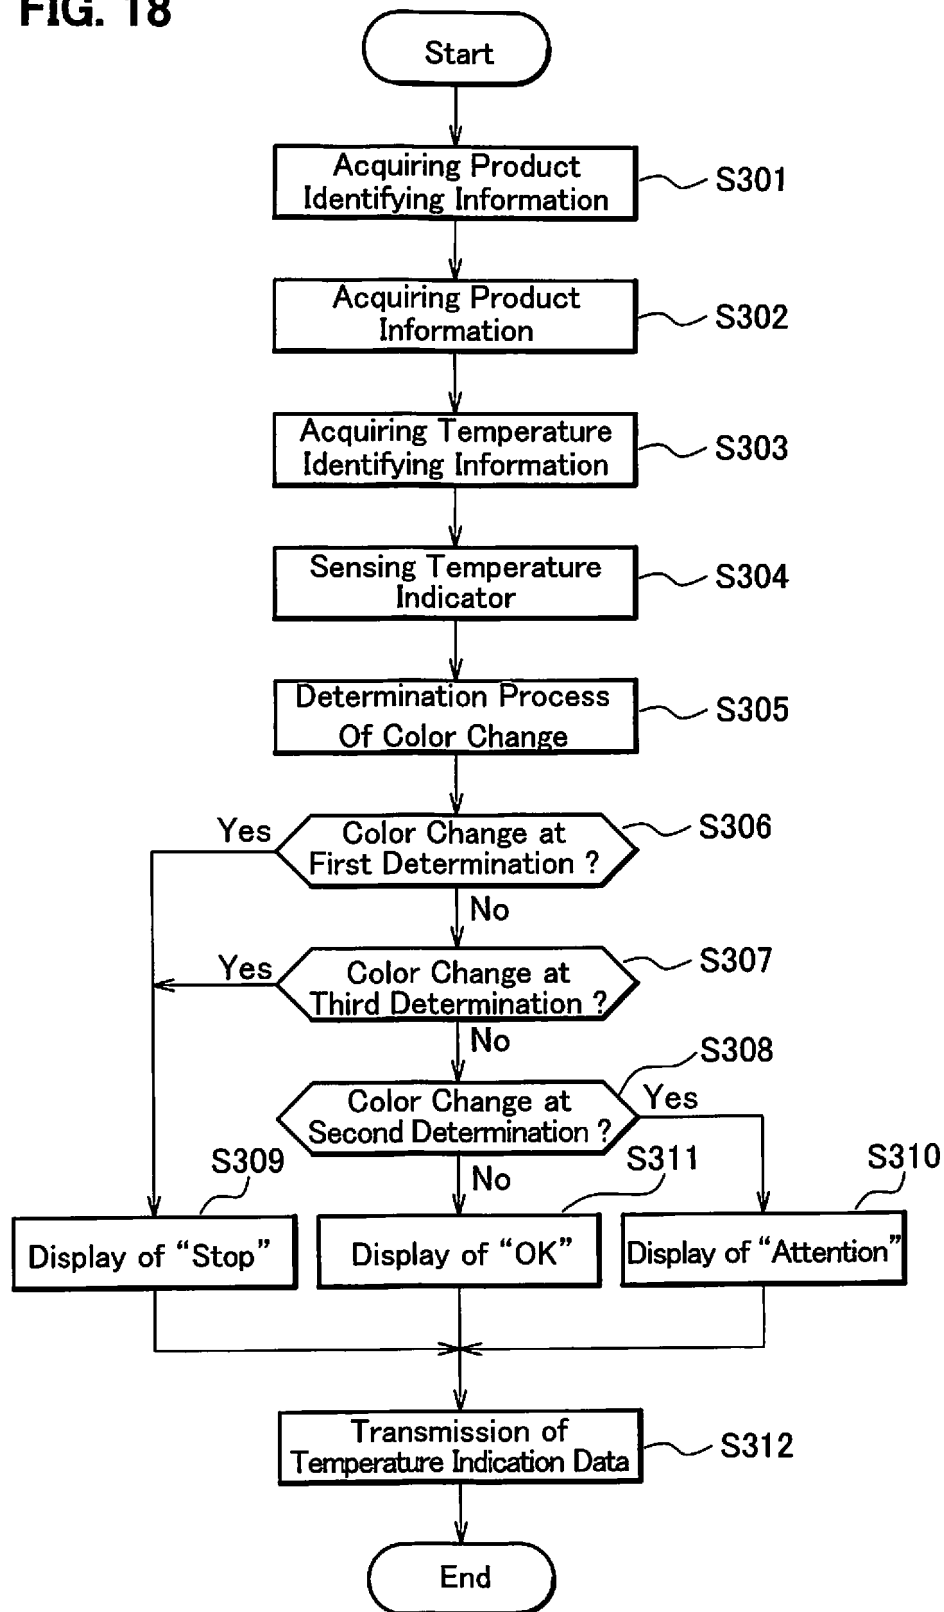 FIG. 18
Start
Acquiring Product
Identifying Information
S301
Acquiring Product
Information
S302
Acquiring Temperature
Identifying Information
S303
Sensing Temperature
Indicator
S304
Determination Process
Of Color Change
S305
Yes
Color Change at
First Determination ?
S306
No
Yes
Color Change at
Third Determination ?
S307
No
S308
Color Change at
Second Determination ?
Yes
S309
No
S311
S310
Display of “Stop”
Display of “OK”
Display of “Attention”
Transmission of
Temperature Indication Data
S312
End